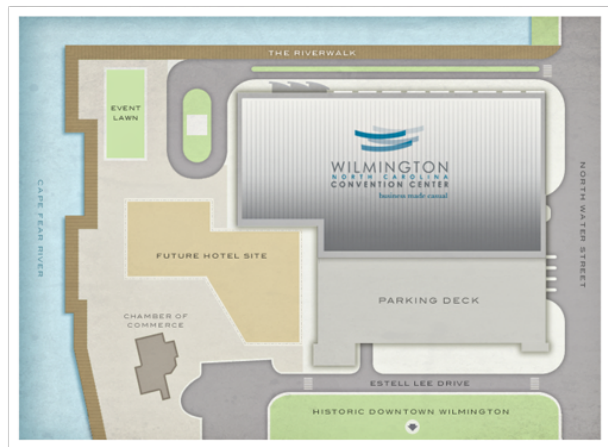 THE RIVERWALK
EVENT
LAWN
WILMINGTON
NORTH CAROLINA
CONVENTION CENTER
business made casual
CAPE FEAR RIVER
NORTH WATER STREET
FUTURE HOTEL SITE
PARKING DECK
CHAMBER OF
COMMERCE
ESTELL LEE DRIVE
HISTORIC DOWNTOWN WILMINGTON